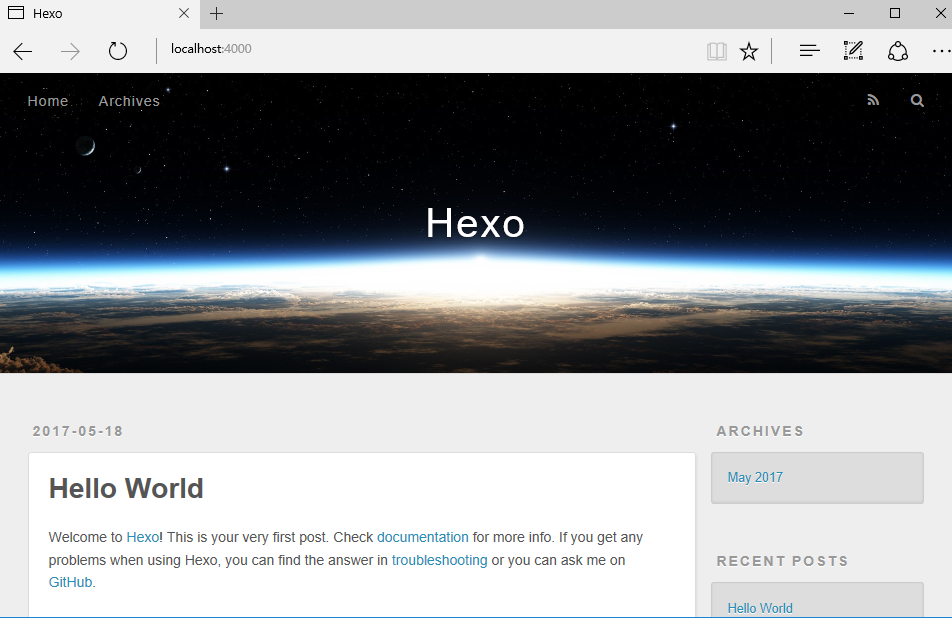 Hexo
localhost:4000
Home Archives
Hexo
2017-05-18
Hello World
Welcome to Hexo! This is your very first post. Check documentation for more info. If you get any
problems when using Hexo, you can find the answer in troubleshooting or you can ask me on
GitHub.
ARCHIVES
May 2017
RECENT POSTS
Hello World